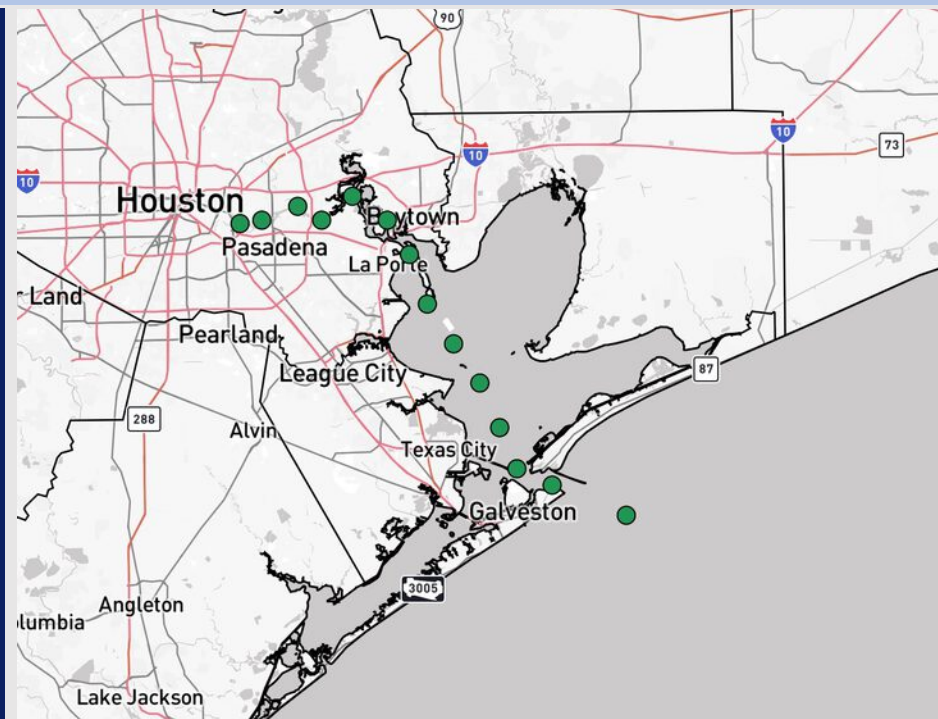 90
10
10
73
10
Houston
Baytown
Pasadena
La Porte
r Land
Pearland
League City
87
288
Alvin
Texas City
Galveston
3005
Angleton
olumbia
Lake Jackson